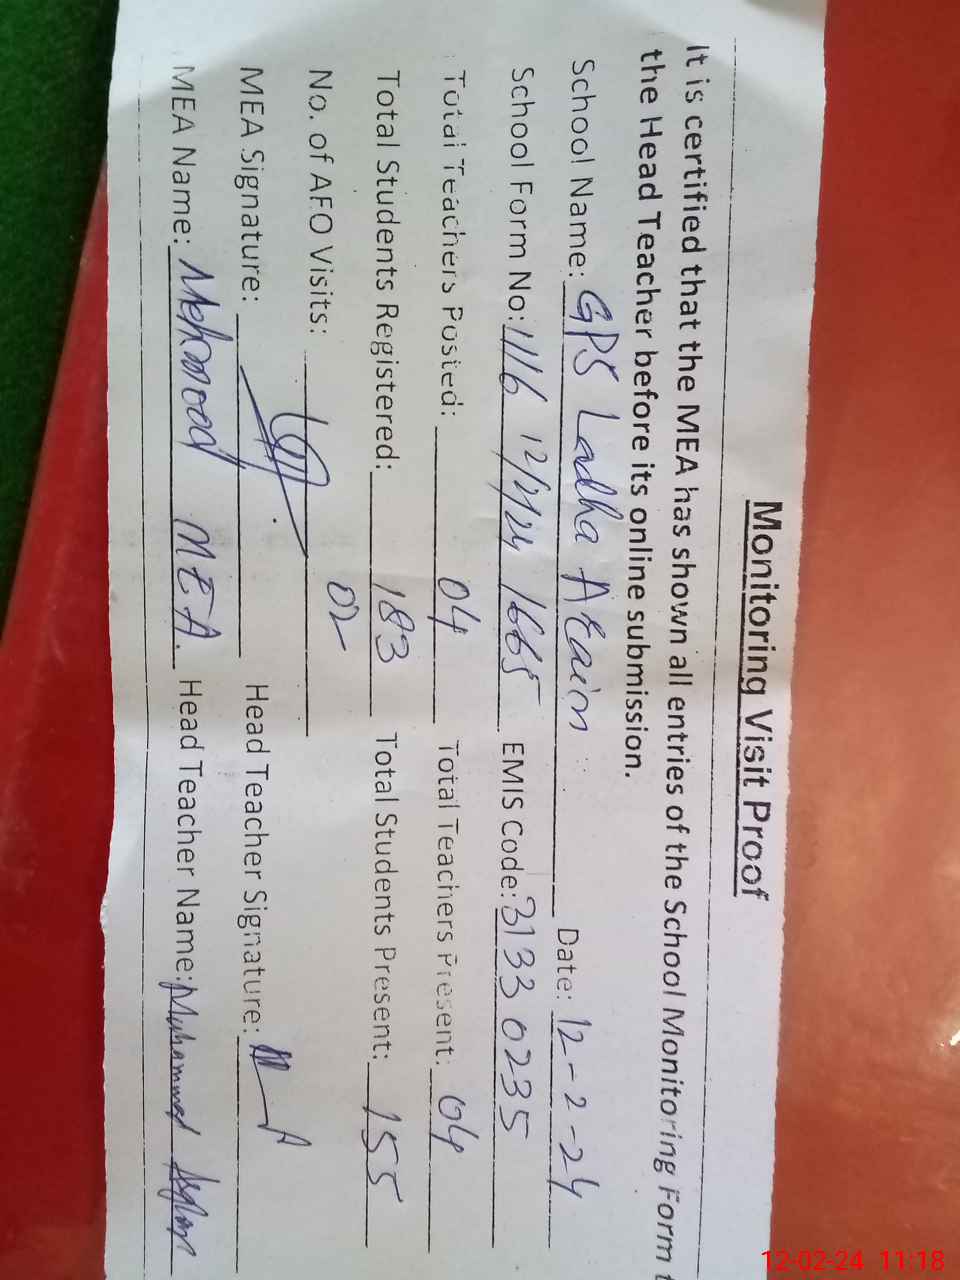 Monitoring Visit Proof
It is certified that the MEA has shown all entries of the School Monitoring Form t
the Head Teacher before its online submission.
School Name: GPS Ladha Arain Date: 12-2-24
School Form No: 1116 12/2/24 1665 EMIS Code: 3133 0235
Total Teachers Posted: 04 Total Teachers Present: 04
Total Students Registered: 183 Total Students Present: 155
No. of AEO Visits: 02
MEA Signature: Head Teacher Signature:
MEA Name: Mehmood MEA. Head Teacher Name: Muhammad
12-02-24 11:18